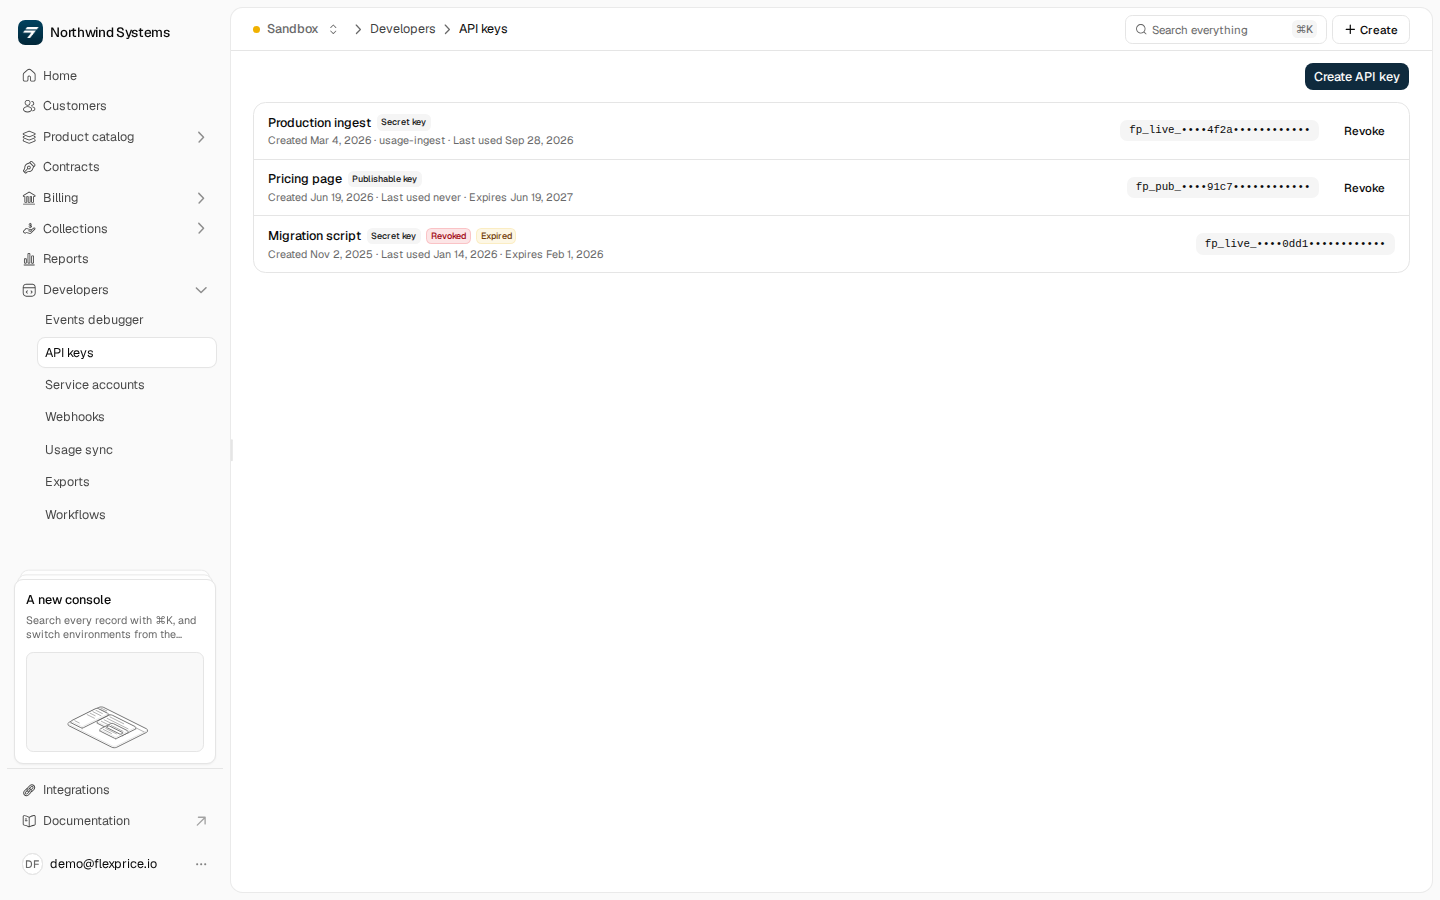 Northwind Systems
Home
Customers
Product catalog
Contracts
Billing
Collections
Reports
Developers
Events debugger
API keys
Service accounts
Webhooks
Usage sync
Exports
Workflows
A new console
Search every record with ⌘K, and
switch environments from the...
Integrations
Documentation
DF demo@flexprice.io
Sandbox Developers API keys
Search everything ⌘K
Create
Create API key
Production ingest Secret key
Created Mar 4, 2026 · usage-ingest · Last used Sep 28, 2026
fp_live_••••4f2a•••••••••••• Revoke
Pricing page Publishable key
Created Jun 19, 2026 · Last used never · Expires Jun 19, 2027
fp_pub_••••91c7•••••••••••• Revoke
Migration script Secret key Revoked Expired
Created Nov 2, 2025 · Last used Jan 14, 2026 · Expires Feb 1, 2026
fp_live_••••0dd1••••••••••••